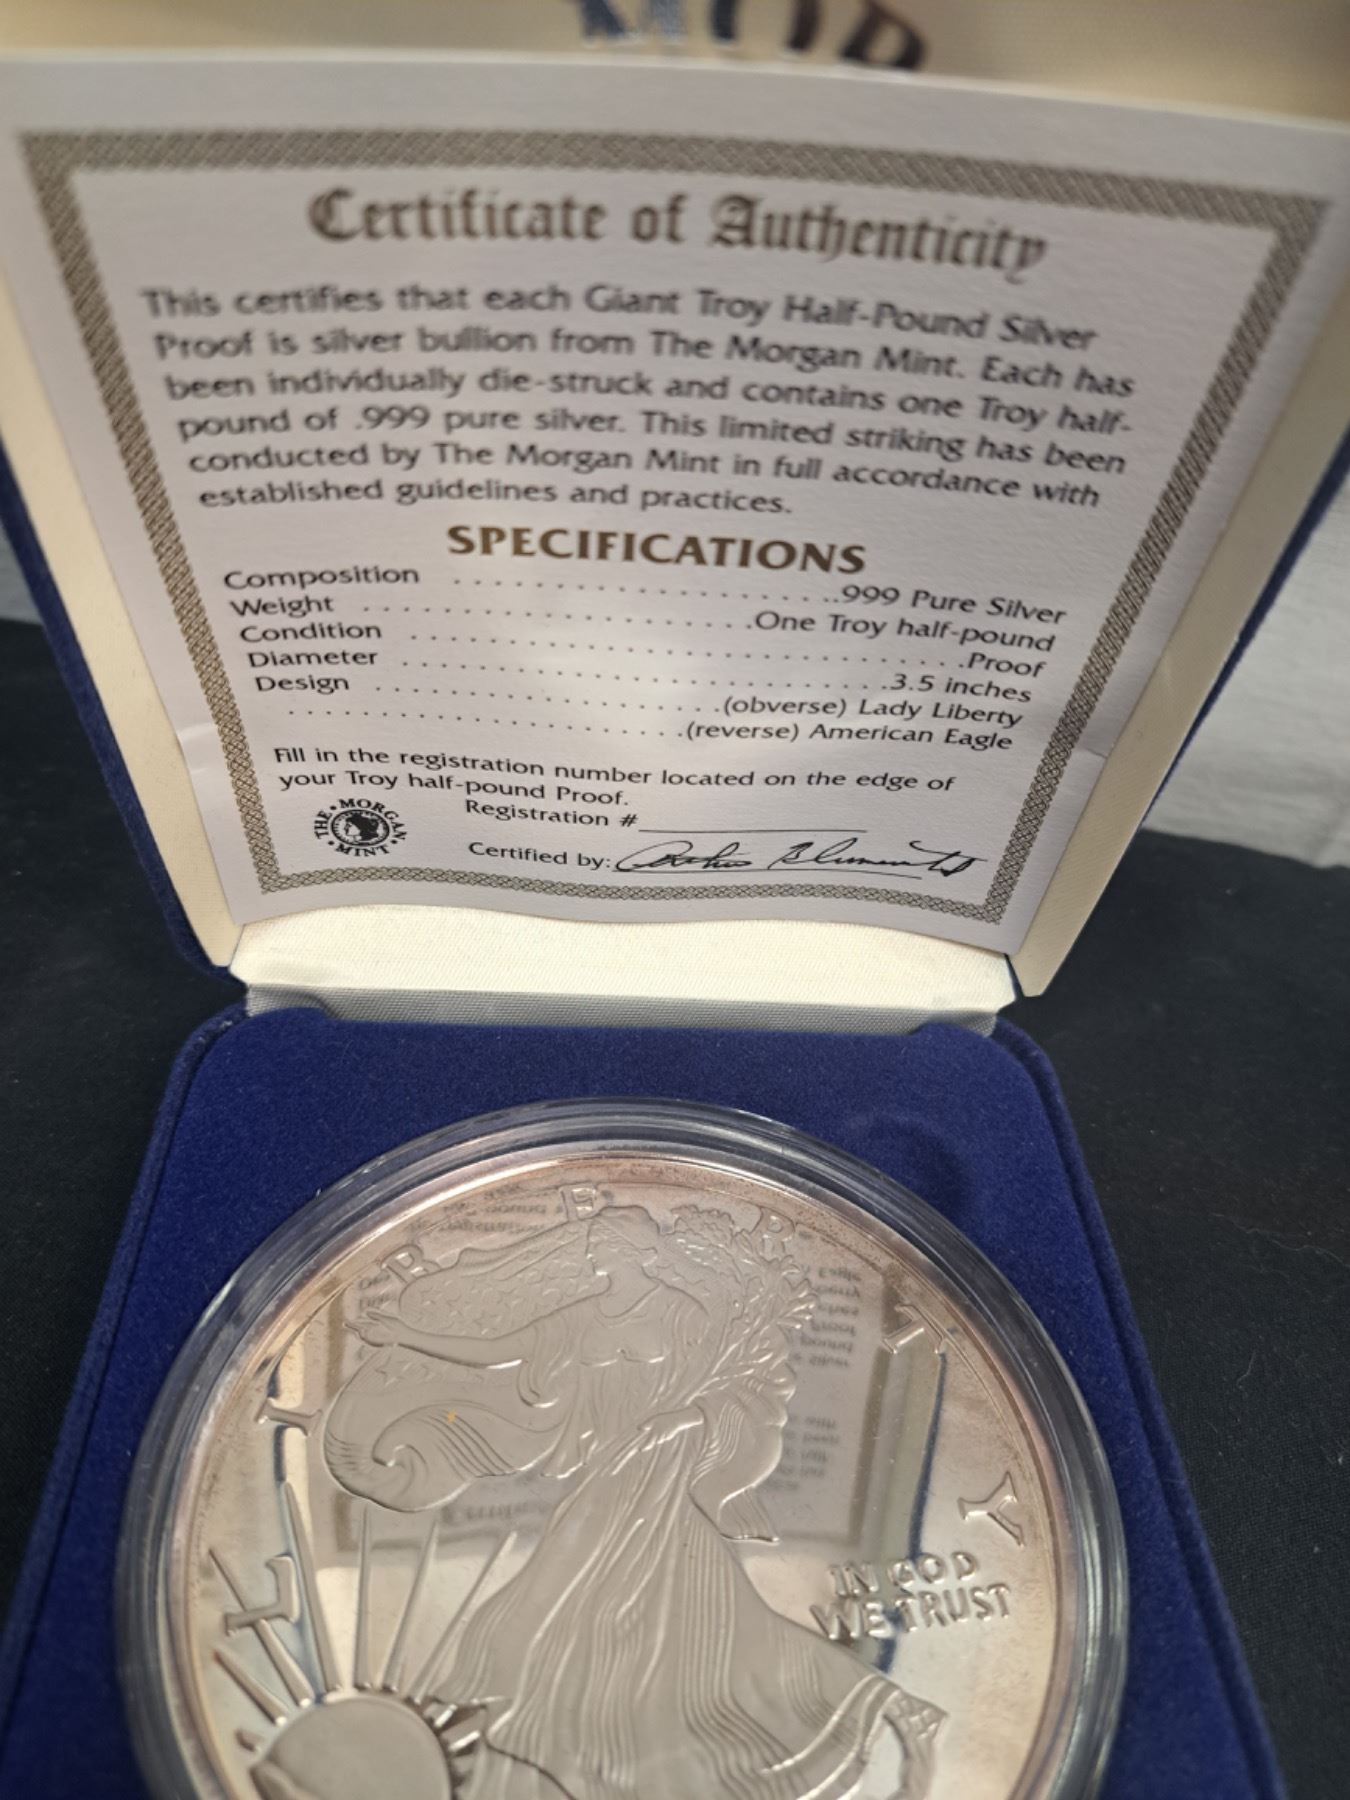 MOR
Certificate of Authenticity
This certifies that each Giant Troy Half-Pound Silver
Proof is silver bullion from The Morgan Mint. Each has
been individually die-struck and contains one Troy half-
pound of .999 pure silver. This limited striking has been
conducted by The Morgan Mint in full accordance with
established guidelines and practices.
SPECIFICATIONS
Composition . . . . . . . . . . . . . . . . . . . . .999 Pure Silver
Weight . . . . . . . . . . . . . . . . . . . . . .One Troy half-pound
Condition . . . . . . . . . . . . . . . . . . . . . . . . . . . . . . .Proof
Diameter . . . . . . . . . . . . . . . . . . . . . . . . . . .3.5 inches
Design . . . . . . . . . . . . . . . . . . .(obverse) Lady Liberty
. . . . . . . . . . . . . . . . . . . . . .(reverse) American Eagle
Fill in the registration number located on the edge of
your Troy half-pound Proof.
Registration #
THE MORGAN MINT
Certified by:
LIBERTY
IN GOD
WE TRUST